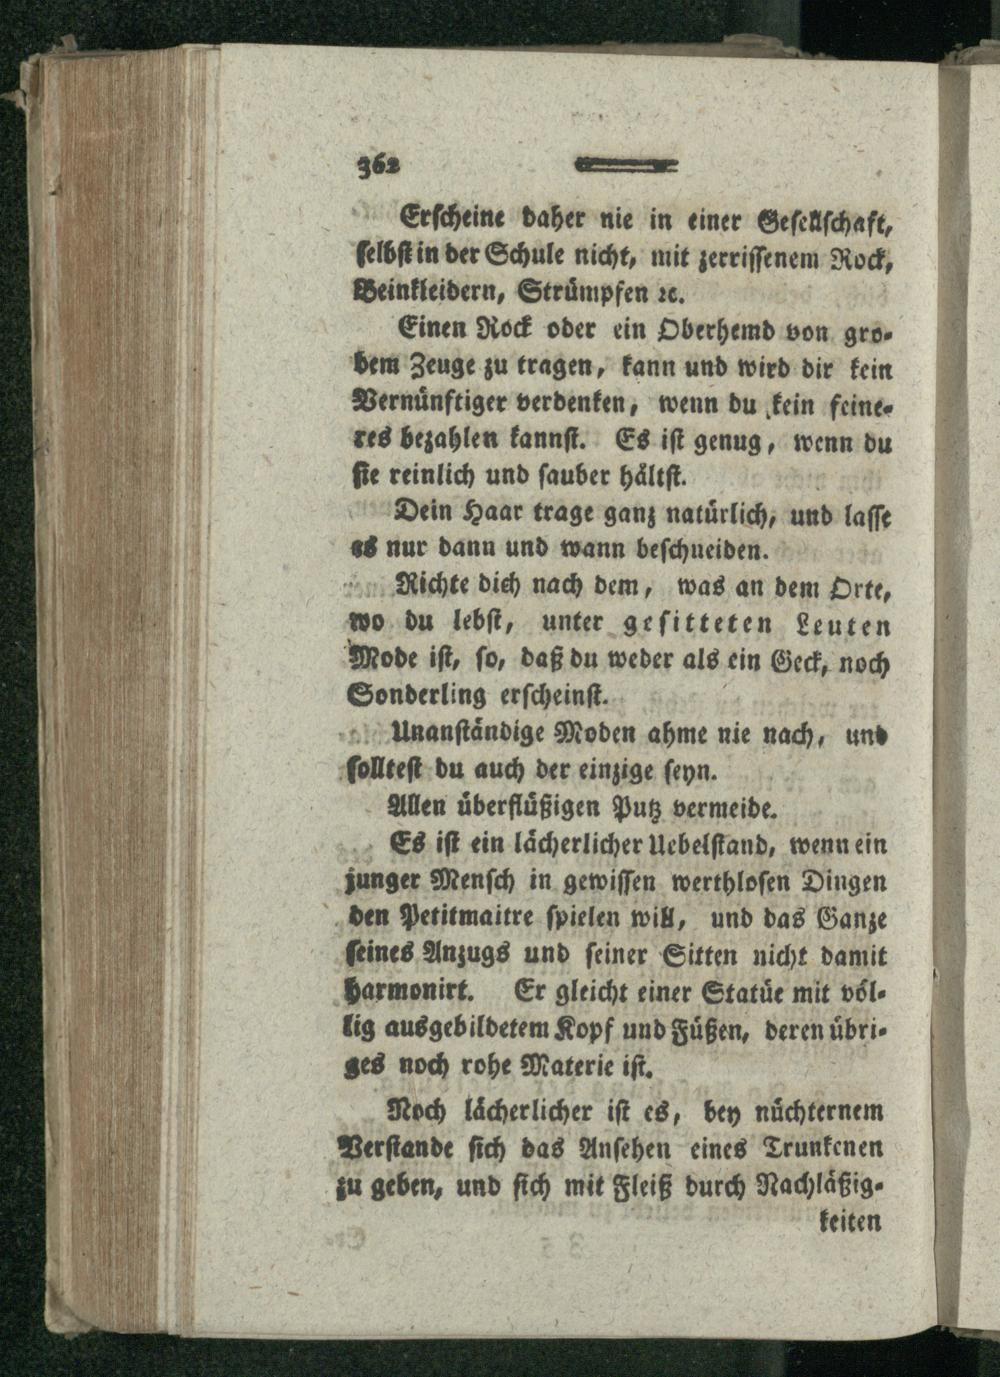 362
Erscheine daher nie in einer Gesellschaft,
selbst in der Schule nicht, mit zerrissenem Rock,
Beinkleidern, Strümpfen ꝛc.
Einen Rock oder ein Oberhemd von gro-
bem Zeuge zu tragen, kann und wird dir kein
Vernünftiger verdenken, wenn du kein feine-
res bezahlen kannst. Es ist genug, wenn du
sie reinlich und sauber hältst.
Dein Haar trage ganz natürlich, und lasse
es nur dann und wann beschneiden.
Richte dich nach dem, was an dem Orte,
wo du lebst, unter gesitteten Leuten
Mode ist, so, daß du weder als ein Geck, noch
Sonderling erscheinst.
Unanständige Moden ahme nie nach, und
solltest du auch der einzige seyn.
Allen überflüßigen Putz vermeide.
Es ist ein lächerlicher Uebelstand, wenn ein
junger Mensch in gewissen werthlosen Dingen
den Petitmaitre spielen will, und das Ganze
seines Anzugs und seiner Sitten nicht damit
harmonirt. Er gleicht einer Statüe mit völ-
lig ausgebildetem Kopf und Füßen, deren übri-
ges noch rohe Materie ist.
Noch lächerlicher ist es, bey nüchternem
Verstande sich das Ansehen eines Trunkenen
zu geben, und sich mit Fleiß durch Nachläßig-
keiten